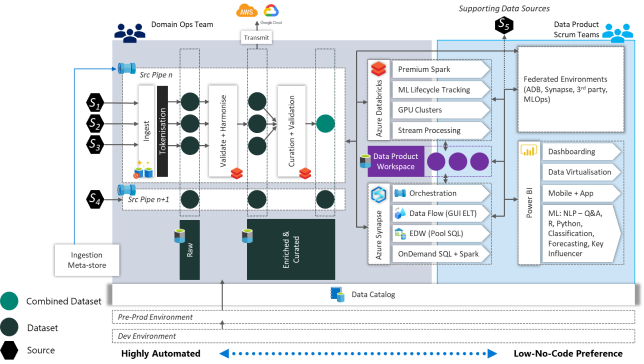 Supporting Data Sources
Domain Ops Team
AWS
Google Cloud
Transmit
S5
Data Product
Scrum Teams
Src Pipe n
S1
S2
S3
S4
Ingest
Tokenisation
Validate + Harmonise
Curation + Validation
Src Pipe n+1
Azure Databricks
Premium Spark
ML Lifecycle Tracking
GPU Clusters
Stream Processing
Federated Environments
(ADB, Synapse, 3rd party,
MLOps)
Data Product
Workspace
Azure Synapse
Orchestration
Data Flow (GUI ELT)
EDW (Pool SQL)
OnDemand SQL + Spark
Power BI
Dashboarding
Data Virtualisation
Mobile + App
ML: NLP – Q&A,
R, Python,
Classification,
Forecasting, Key
Influencer
Raw
Enriched &
Curated
Ingestion
Meta-store
Data Catalog
Combined Dataset
Dataset
Source
Pre-Prod Environment
Dev Environment
Highly Automated
Low-No-Code Preference